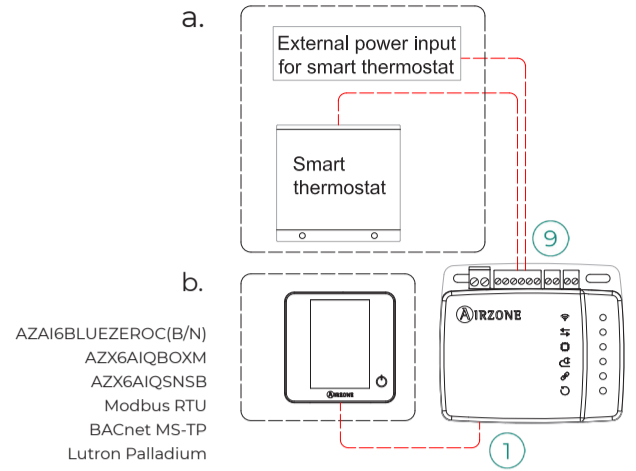 a.
External power input
for smart thermostat
Smart
thermostat
9
b.
AZAI6BLUEZEROC(B/N)
AZX6AIQBOXM
AZX6AIQSNSB
Modbus RTU
BACnet MS-TP
Lutron Palladium
AIRZONE
AIRZONE
1